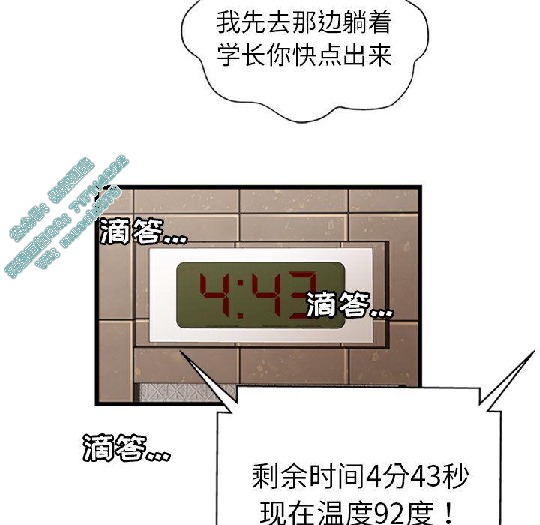 我先去那边躺着
学长你快点出来
滴答...
4:43
滴答...
滴答...
剩余时间4分43秒
现在温度92度！